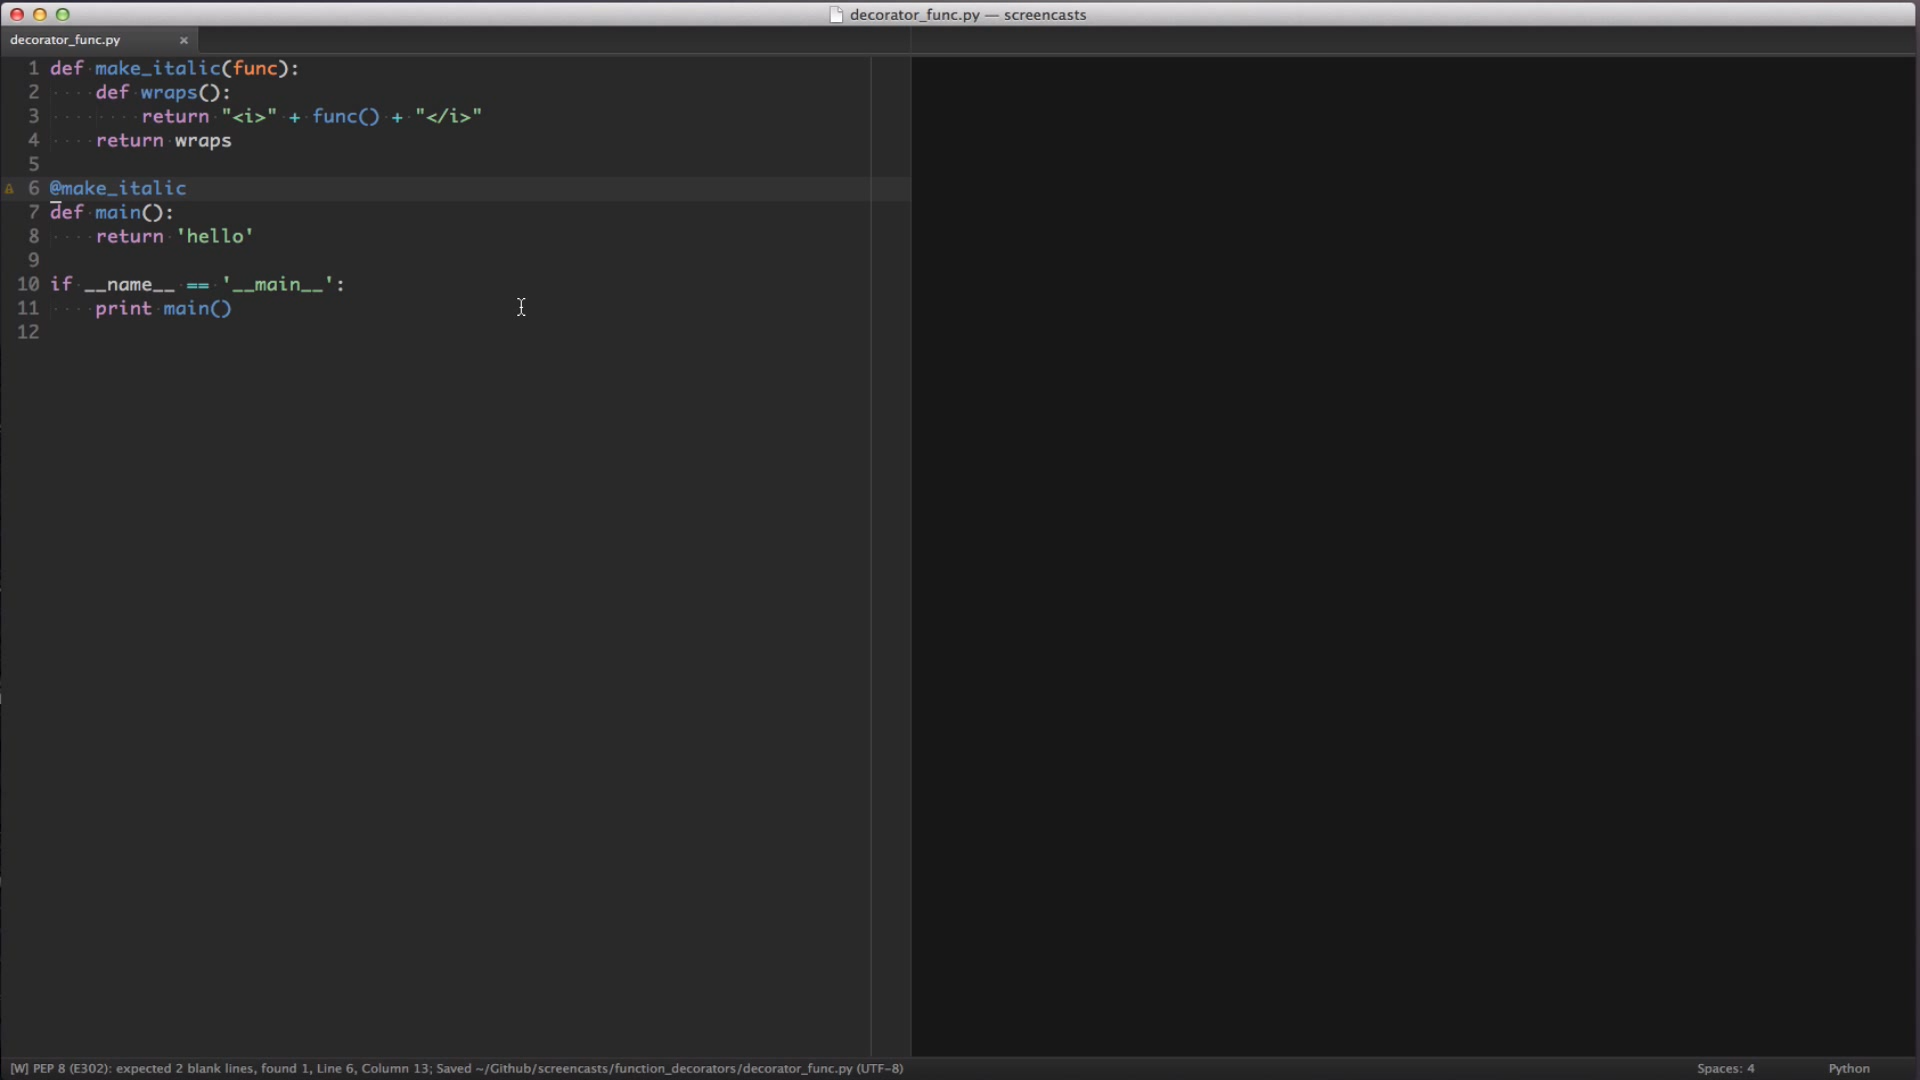 decorator_func.py — screencasts
decorator_func.py ×
1 def make_italic(func):
2     def wraps():
3         return "<i>" + func() + "</i>"
4     return wraps
5
6 @make_italic
7 def main():
8     return 'hello'
9
10 if __name__ == '__main__':
11     print main()
12
[W] PEP 8 (E302): expected 2 blank lines, found 1, Line 6, Column 13; Saved ~/Github/screencasts/function_decorators/decorator_func.py (UTF-8) Spaces: 4 Python